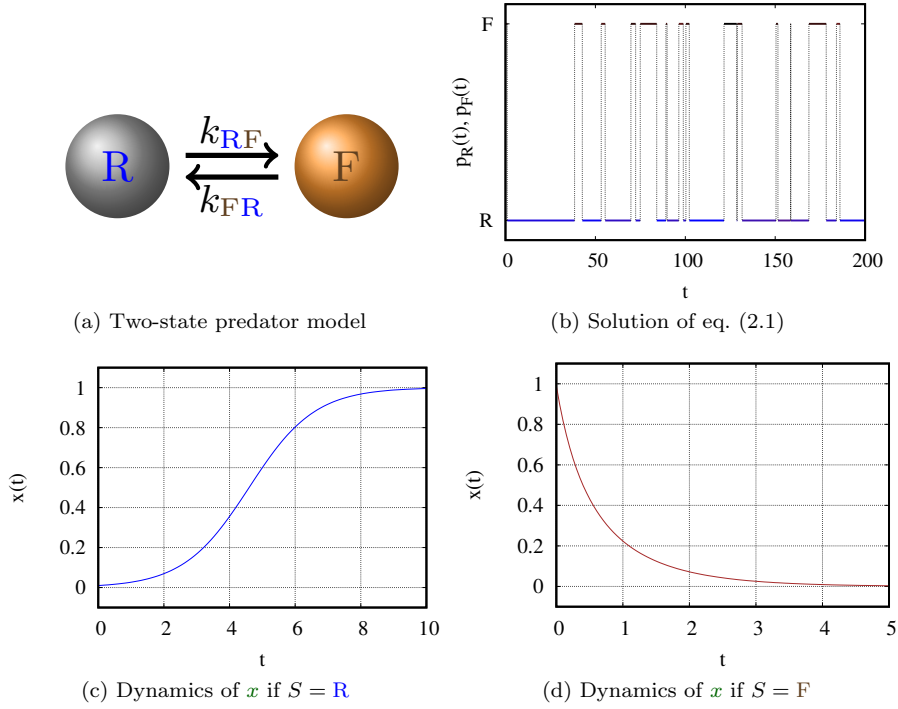 R
k_RF
k_FR
F
(a) Two-state predator model
p_R(t), p_F(t)
F
R
0 50 100 150 200
t
(b) Solution of eq. (2.1)
x(t)
1
0.8
0.6
0.4
0.2
0
0 2 4 6 8 10
t
(c) Dynamics of x if S = R
x(t)
1
0.8
0.6
0.4
0.2
0
0 1 2 3 4 5
t
(d) Dynamics of x if S = F